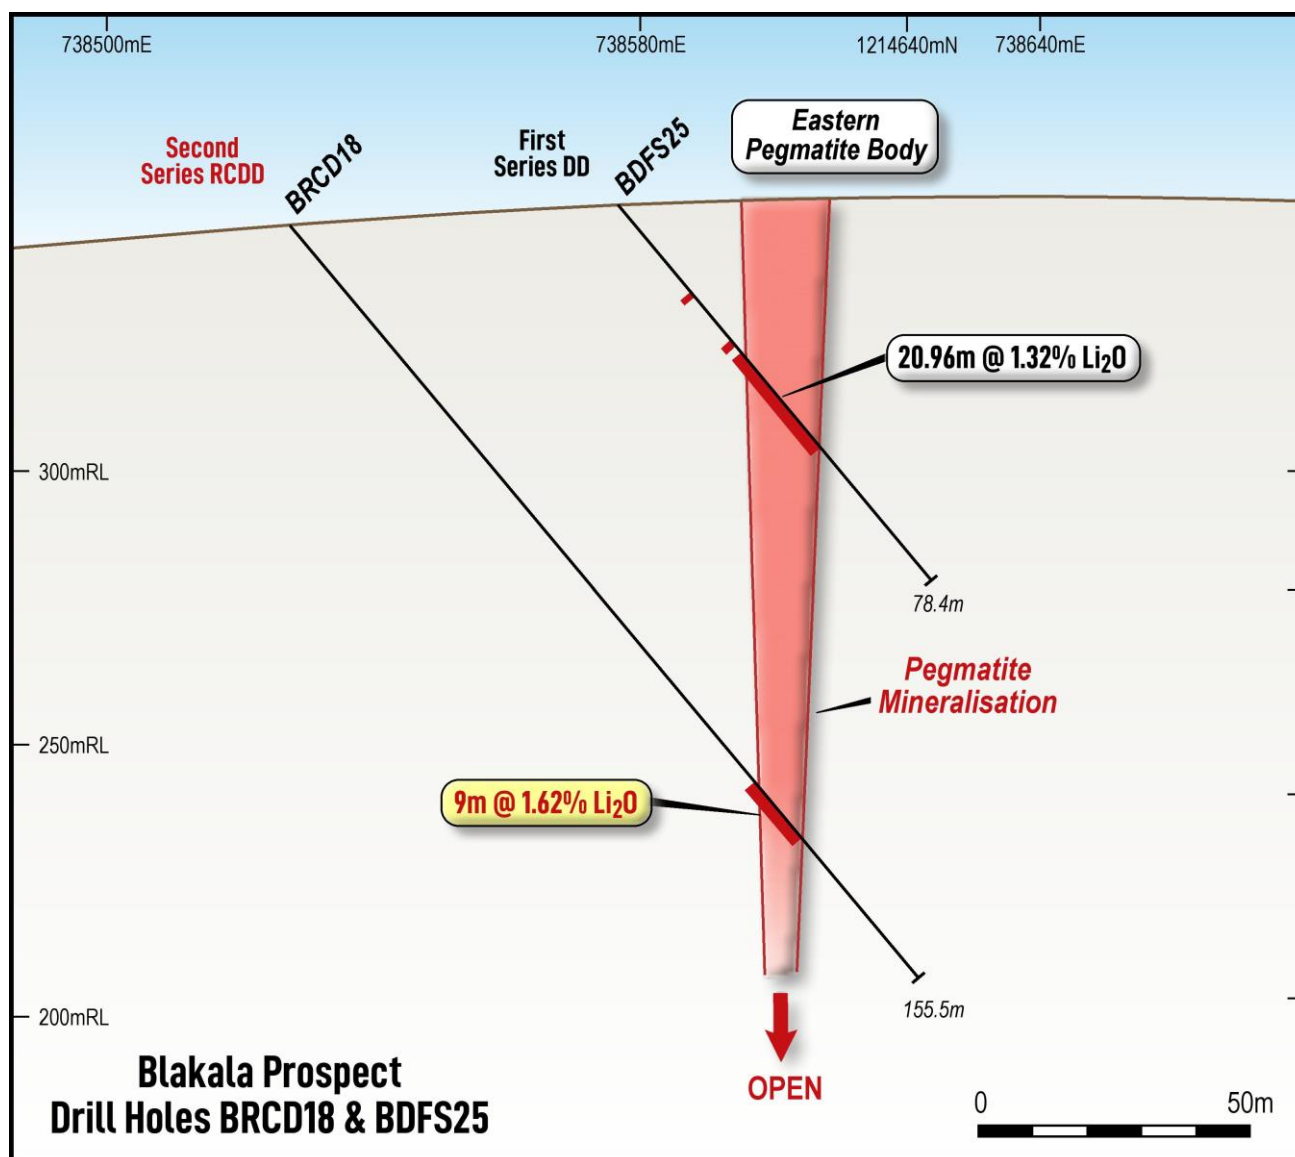 738500mE
738580mE
1214640mN
738640mE
Second
Series RCDD
BRCD18
First
Series DD
BDFS25
Eastern
Pegmatite Body
20.96m @ 1.32% Li₂O
300mRL
78.4m
Pegmatite
Mineralisation
250mRL
9m @ 1.62% Li₂O
155.5m
200mRL
OPEN
Blakala Prospect
Drill Holes BRCD18 & BDFS25
0
50m